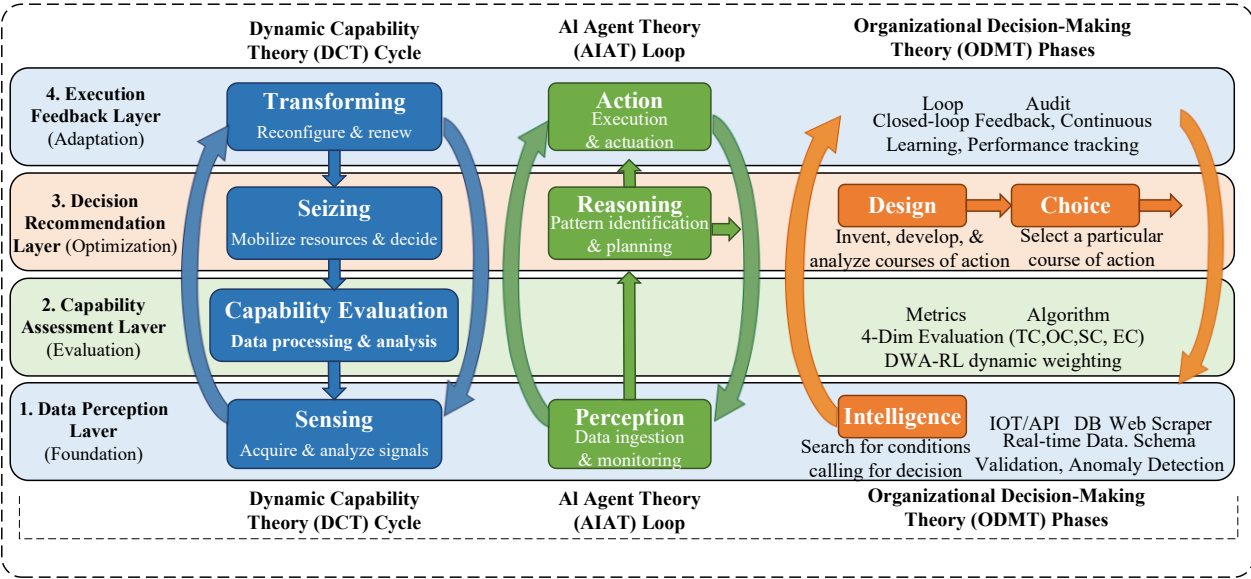 Dynamic Capability
Theory (DCT) Cycle
AI Agent Theory
(AIAT) Loop
Organizational Decision-Making
Theory (ODMT) Phases
4. Execution
Feedback Layer
(Adaptation)
Transforming
Reconfigure & renew
Action
Execution
& actuation
Loop Audit
Closed-loop Feedback, Continuous
Learning, Performance tracking
3. Decision
Recommendation
Layer (Optimization)
Seizing
Mobilize resources & decide
Reasoning
Pattern identification
& planning
Design
Invent, develop, &
analyze courses of action
Choice
Select a particular
course of action
2. Capability
Assessment Layer
(Evaluation)
Capability Evaluation
Data processing & analysis
Metrics Algorithm
4-Dim Evaluation (TC,OC,SC, EC)
DWA-RL dynamic weighting
1. Data Perception
Laver
(Foundation)
Sensing
Acquire & analyze signals
Perception
Data ingestion
& monitoring
Intelligence
Search for conditions
calling for decision
IOT/API DB Web Scraper
Real-time Data. Schema
Validation, Anomaly Detection
Dynamic Capability
Theory (DCT) Cycle
AI Agent Theory
(AIAT) Loop
Organizational Decision-Making
Theory (ODMT) Phases